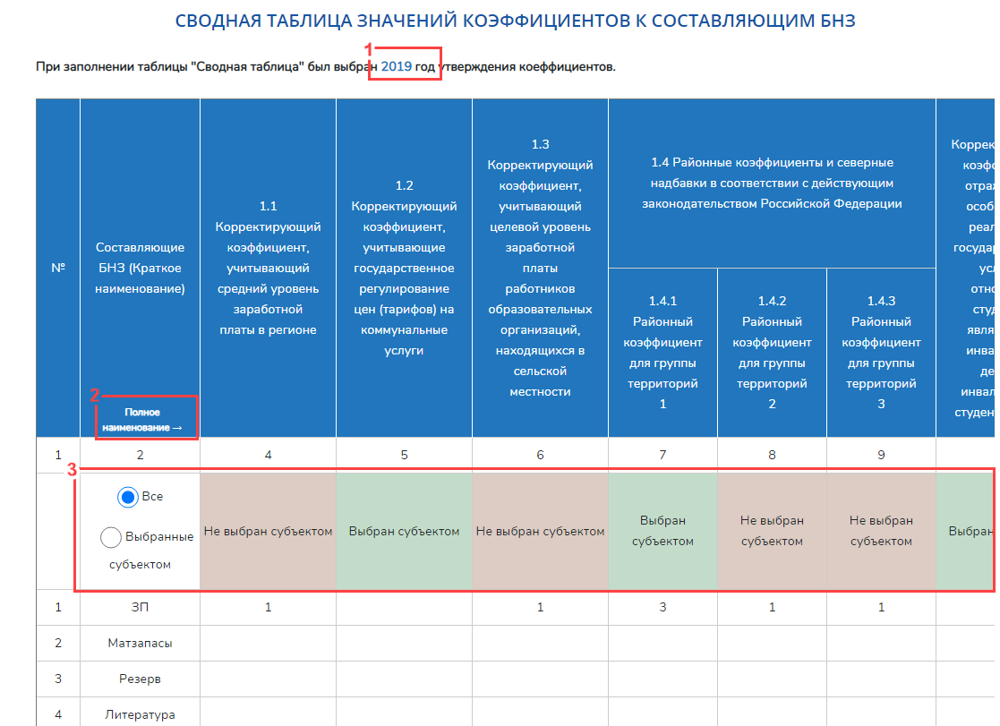 СВОДНАЯ ТАБЛИЦА ЗНАЧЕНИЙ КОЭФФИЦИЕНТОВ К СОСТАВЛЯЮЩИМ БНЗ
1
При заполнении таблицы "Сводная таблица" был выбран 2019 год утверждения коеффициентов.
№
Составляющие
БНЗ (Краткое
наименование)
2
Полное
наименование →
1.1
Корректирующий
коэффициент,
учитывающий
средний уровень
заработной
платы в регионе
1.2
Корректирующий
коэффициент,
учитывающие
государственное
регулирование
цен (тарифов) на
коммунальные
услуги
1.3
Корректирующий
коэффициент,
учитывающий
целевой уровень
заработной
платы
работников
образовательных
организаций,
находящихся в
сельской
местности
1.4 Районные коэффициенты и северные
надбавки в соответствии с действующим
законодательством Российской Федерации
1.4.1
Районный
коэффициент
для группы
территорий
1
1.4.2
Районный
коэффициент
для группы
территорий
2
1.4.3
Районный
коэффициент
для группы
территорий
3
1 2 4 5 6 7 8 9
3
Все
Выбранные
субъектом
Не выбран субъектом
Выбран субъектом
Не выбран субъектом
Выбран
субъектом
Не выбран
субъектом
Не выбран
субъектом
Выбран
1 ЗП 1 1 3 1 1
2 Матзапасы
3 Резерв
4 Литература